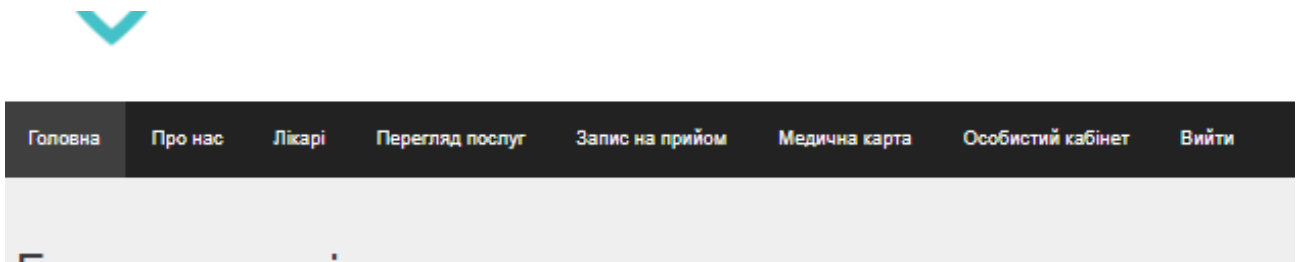 Головна Про нас Лікарі Перегляд послуг Запис на прийом Медична карта Особистий кабінет Вийти